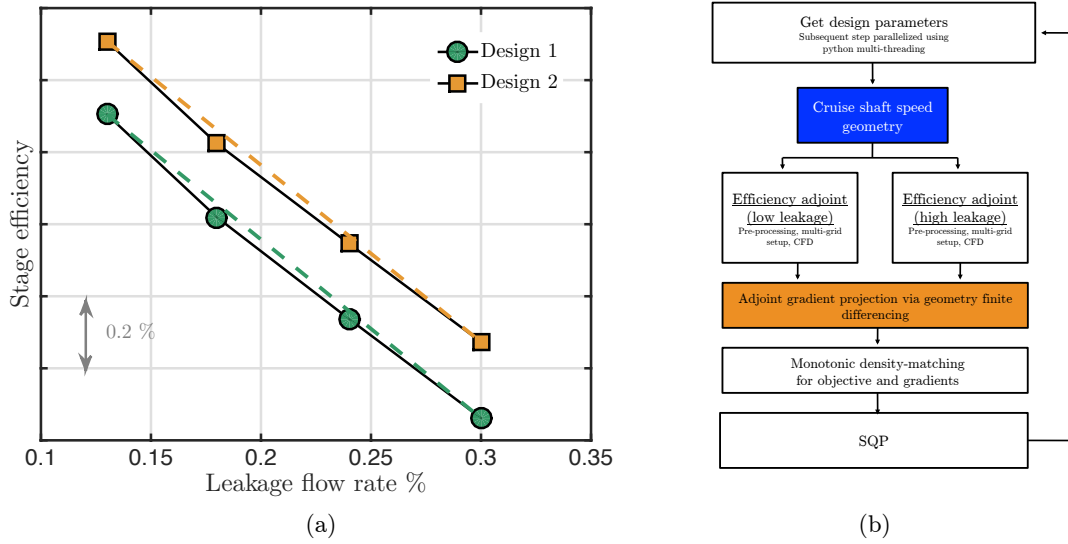 Design 1
Design 2
Stage efficiency
0.2 %
0.1
0.15
0.2
0.25
0.3
0.35
Leakage flow rate %
(a)
Get design parameters
Subsequent step parallelized using
python multi-threading
Cruise shaft speed
geometry
Efficiency adjoint
(low leakage)
Pre-processing, multi-grid
setup, CFD
Efficiency adjoint
(high leakage)
Pre-processing, multi-grid
setup, CFD
Adjoint gradient projection via geometry finite
differencing
Monotonic density-matching
for objective and gradients
SQP
(b)